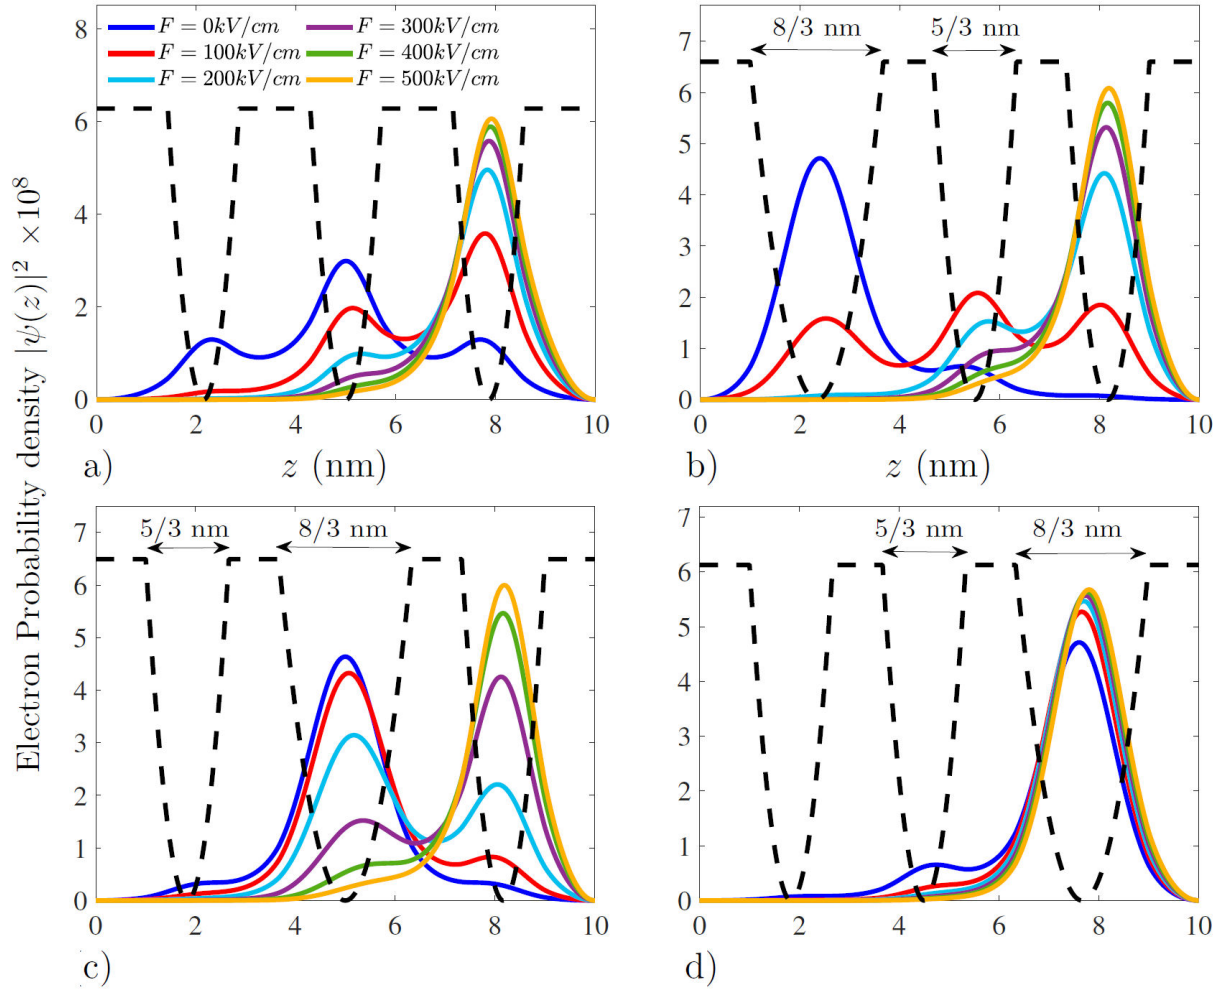 Electron Probability density |ψ(z)|² ×10⁸
F = 0kV/cm
F = 100kV/cm
F = 200kV/cm
F = 300kV/cm
F = 400kV/cm
F = 500kV/cm
8
6
4
2
0
0 2 4 6 8 10
a) z (nm)
8/3 nm 5/3 nm
7
6
5
4
3
2
1
0
0 2 4 6 8 10
b) z (nm)
5/3 nm 8/3 nm
7
6
5
4
3
2
1
0
0 2 4 6 8 10
c)
5/3 nm 8/3 nm
7
6
5
4
3
2
1
0
0 2 4 6 8 10
d)